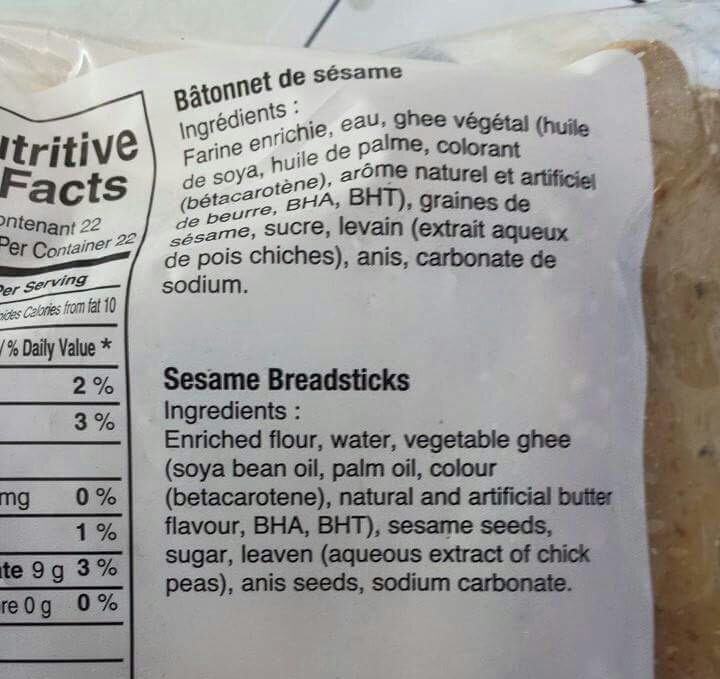 Bâtonnet de sésame
Ingrédients :
Farine enrichie, eau, ghee végétal (huile
de soya, huile de palme, colorant
(bétacarotène), arôme naturel et artificiel
de beurre, BHA, BHT), graines de
sésame, sucre, levain (extrait aqueux
de pois chiches), anis, carbonate de
sodium.
Sesame Breadsticks
Ingredients :
Enriched flour, water, vegetable ghee
(soya bean oil, palm oil, colour
(betacarotene), natural and artificial butter
flavour, BHA, BHT), sesame seeds,
sugar, leaven (aqueous extract of chick
peas), anis seeds, sodium carbonate.
utritive
Facts
ontenant 22
Per Container 22
Per Serving
Calories from fat 10
/ % Daily Value *
2 %
3 %
mg 0 %
1 %
te 9 g 3 %
re 0 g 0 %